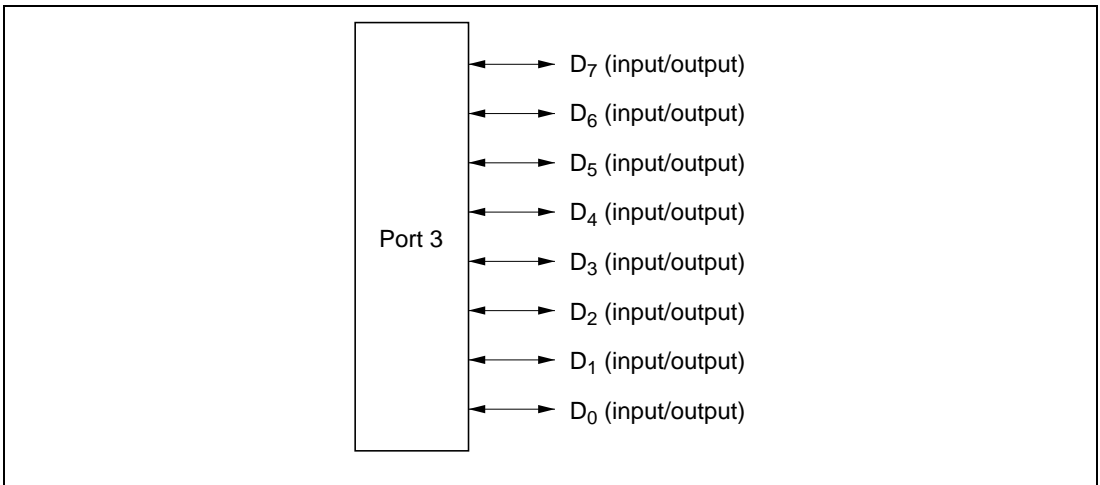 D₇ (input/output)
D₆ (input/output)
D₅ (input/output)
D₄ (input/output)
Port 3
D₃ (input/output)
D₂ (input/output)
D₁ (input/output)
D₀ (input/output)